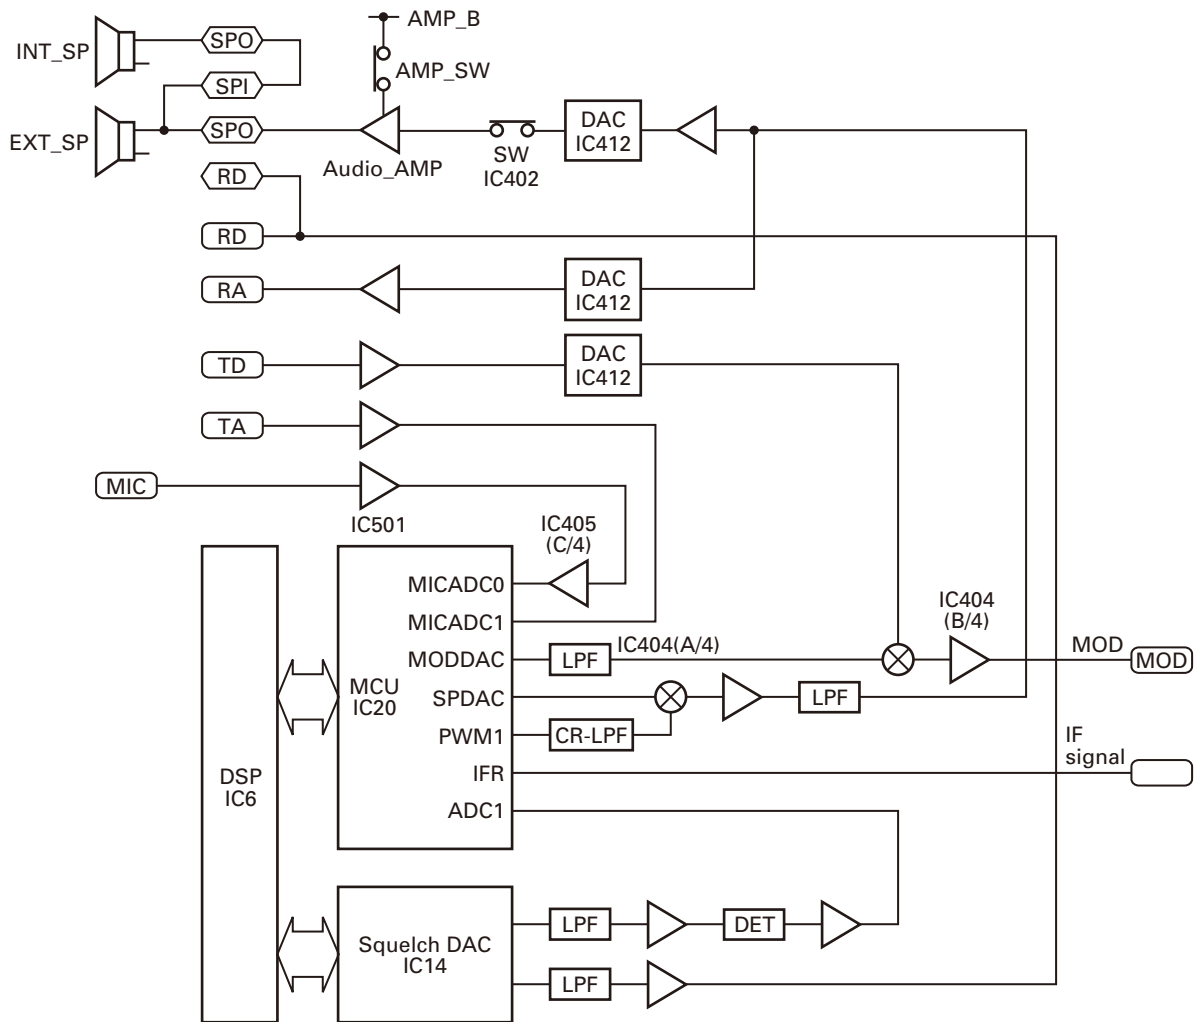 AMP_B
INT_SP
SPO
AMP_SW
SPI
EXT_SP
SPO
DAC
IC412
Audio_AMP
SW
IC402
RD
RD
RA
DAC
IC412
TD
DAC
IC412
TA
MIC
IC501
IC405
(C/4)
MICADC0
MICADC1
IC404
(B/4)
MODDAC
LPF
IC404(A/4)
MOD
MOD
MCU
IC20
SPDAC
LPF
PWM1
CR-LPF
IF
signal
IFR
DSP
IC6
ADC1
LPF
DET
Squelch DAC
IC14
LPF